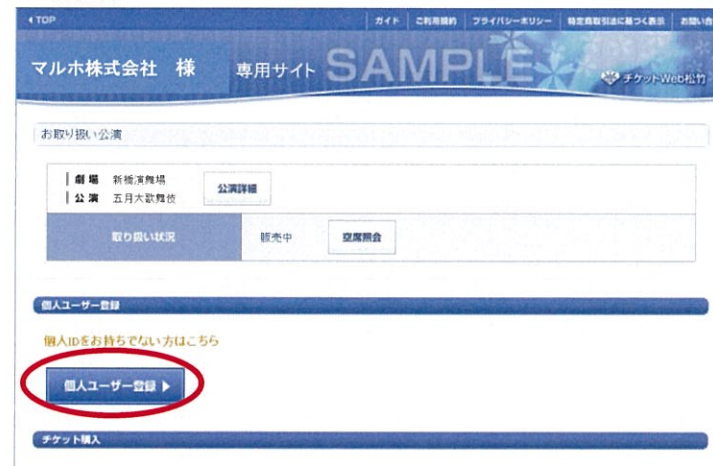 TOP ガイド ご利用規約 プライバシーポリシー 特定商取引法に基づく表示 お問い合
マルホ株式会社 様 専用サイト SAMPLE チケットWeb松竹
お取り扱い公演
劇場 新橋演舞場
公演 五月大歌舞伎
公演詳細
取り扱い状況 販売中 空席照会
個人ユーザー登録
個人IDをお持ちでない方はこちら
個人ユーザー登録
チケット購入